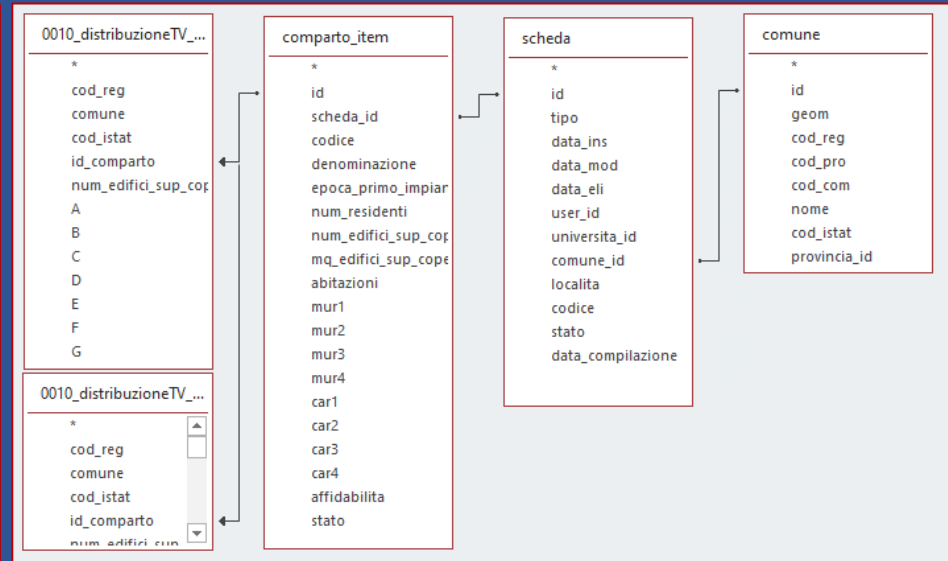 0010_distribuzioneTV_...
*
cod_reg
comune
cod_istat
id_comparto
num_edifici_sup_cop
A
B
C
D
E
F
G
0010_distribuzioneTV_...
*
cod_reg
comune
cod_istat
id_comparto
num_edifici_sup
comparto_item
*
id
scheda_id
codice
denominazione
epoca_primo_impian
num_residenti
num_edifici_sup_cop
mq_edifici_sup_cope
abitazioni
mur1
mur2
mur3
mur4
car1
car2
car3
car4
affidabilita
stato
scheda
*
id
tipo
data_ins
data_mod
data_eli
user_id
universita_id
comune_id
localita
codice
stato
data_compilazione
comune
*
id
geom
cod_reg
cod_pro
cod_com
nome
cod_istat
provincia_id